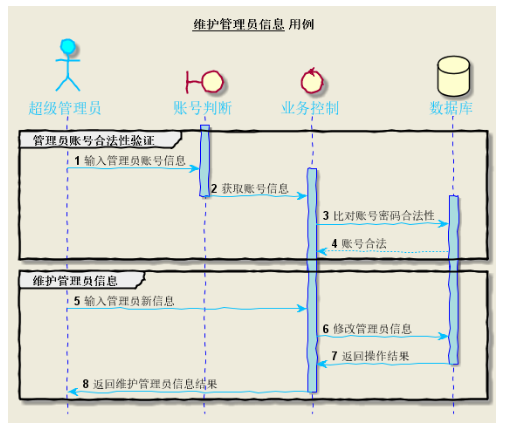 维护管理员信息 用例
超级管理员 账号判断 业务控制 数据库
管理员账号合法性验证
1 输入管理员账号信息
2 获取账号信息
3 比对账号密码合法性
4 账号合法
维护管理员信息
5 输入管理员新信息
6 修改管理员信息
7 返回操作结果
8 返回维护管理员信息结果